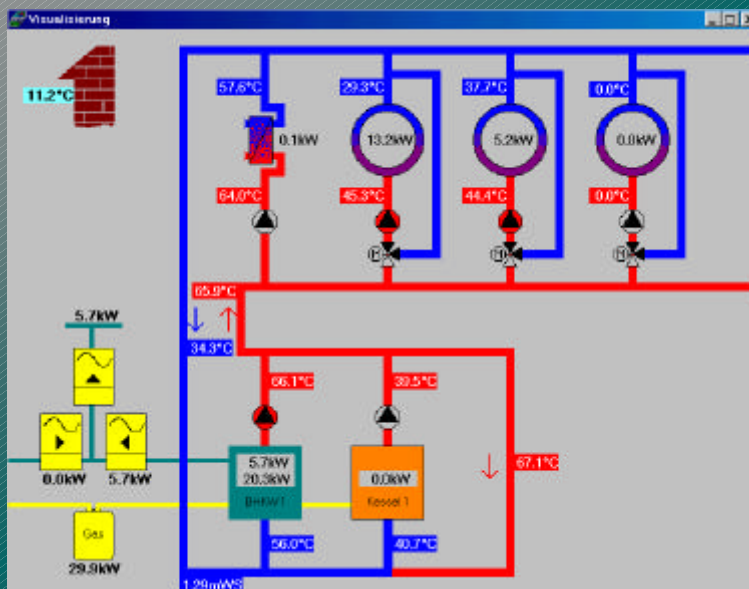 Visualisierung
11.2°C
57.6°C
29.3°C
37.7°C
0.0°C
0.1kW
13.2kW
5.2kW
0.0kW
64.0°C
45.3°C
44.4°C
0.0°C
M
M
M
65.9°C
34.3°C
5.7kW
66.1°C
39.5°C
67.1°C
0.0kW
5.7kW
5.7kW
20.3kW
BHKW1
0.0kW
Kessel 1
Gas
29.9kW
56.0°C
40.7°C
1.29mWS